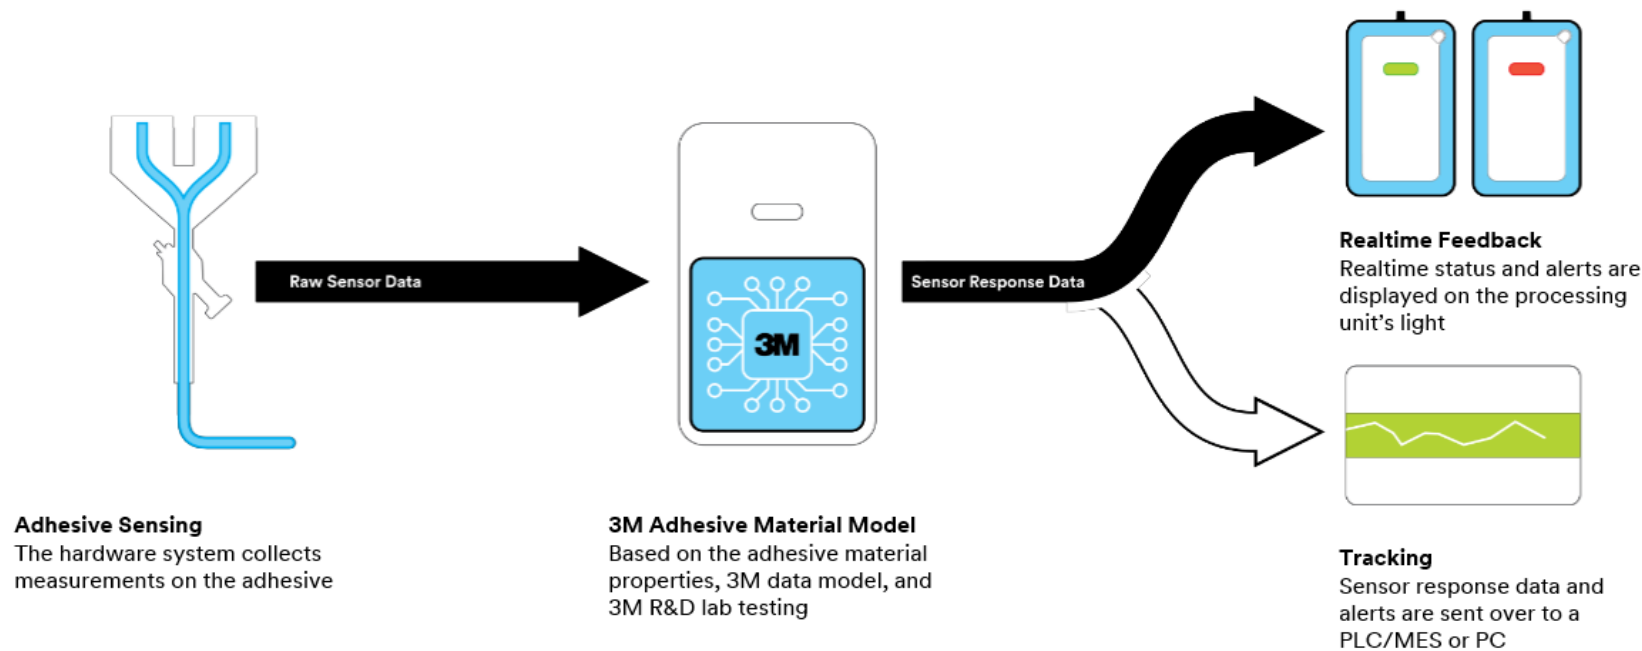 Raw Sensor Data
3M
Sensor Response Data
Adhesive Sensing
The hardware system collects
measurements on the adhesive
3M Adhesive Material Model
Based on the adhesive material
properties, 3M data model, and
3M R&D lab testing
Realtime Feedback
Realtime status and alerts are
displayed on the processing
unit's light
Tracking
Sensor response data and
alerts are sent over to a
PLC/MES or PC